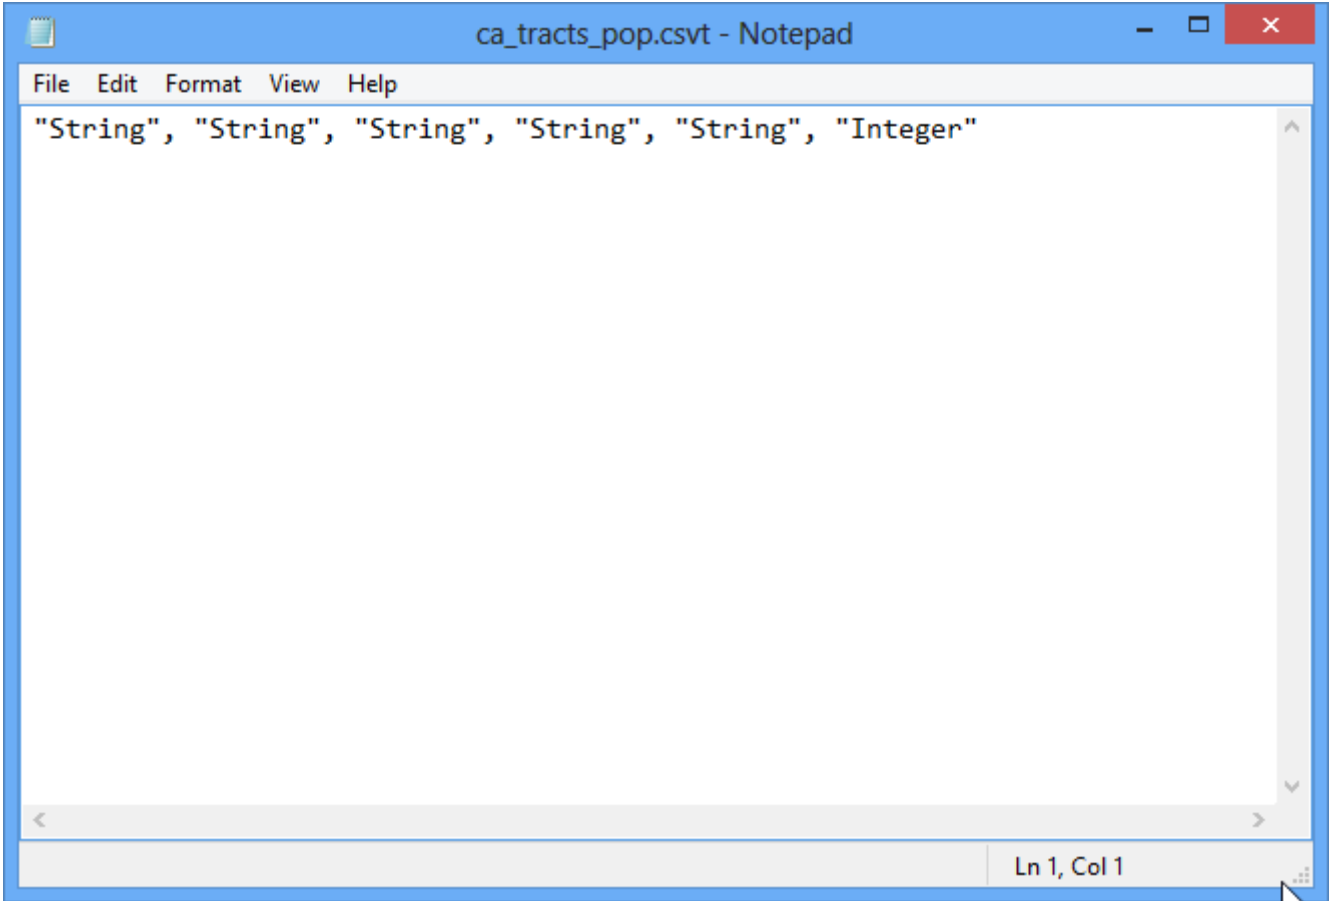 ca_tracts_pop.csvt - Notepad
File Edit Format View Help
"String", "String", "String", "String", "String", "Integer"
Ln 1, Col 1